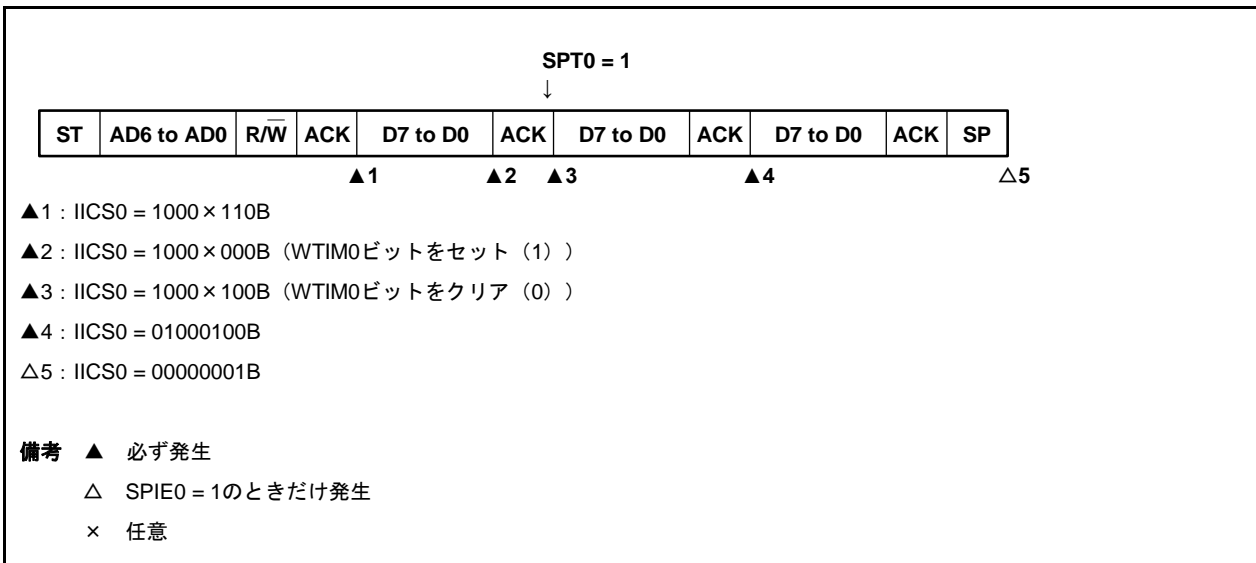 SPT0 = 1
↓
ST AD6 to AD0 R/W̅ ACK D7 to D0 ACK D7 to D0 ACK D7 to D0 ACK SP
▲1 ▲2 ▲3 ▲4 △5
▲1：IICS0 = 1000×110B
▲2：IICS0 = 1000×000B（WTIM0ビットをセット（1））
▲3：IICS0 = 1000×100B（WTIM0ビットをクリア（0））
▲4：IICS0 = 01000100B
△5：IICS0 = 00000001B
備考 ▲ 必ず発生
△ SPIE0 = 1のときだけ発生
× 任意